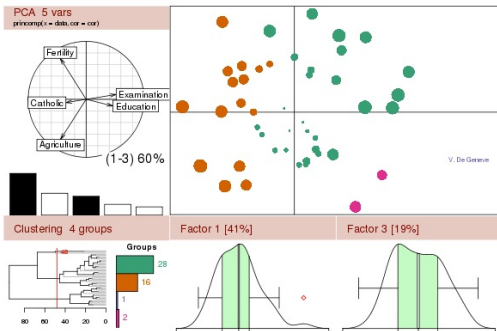 PCA 5 vars
princomp(x = data, cor = cor)
Fertility
Examination
Catholic
Education
Agriculture
(1-3) 60%
V. De Geneve
Clustering 4 groups
Factor 1 [41%]
Factor 3 [19%]
Groups
28
16
1
2
80 60 40 20 0